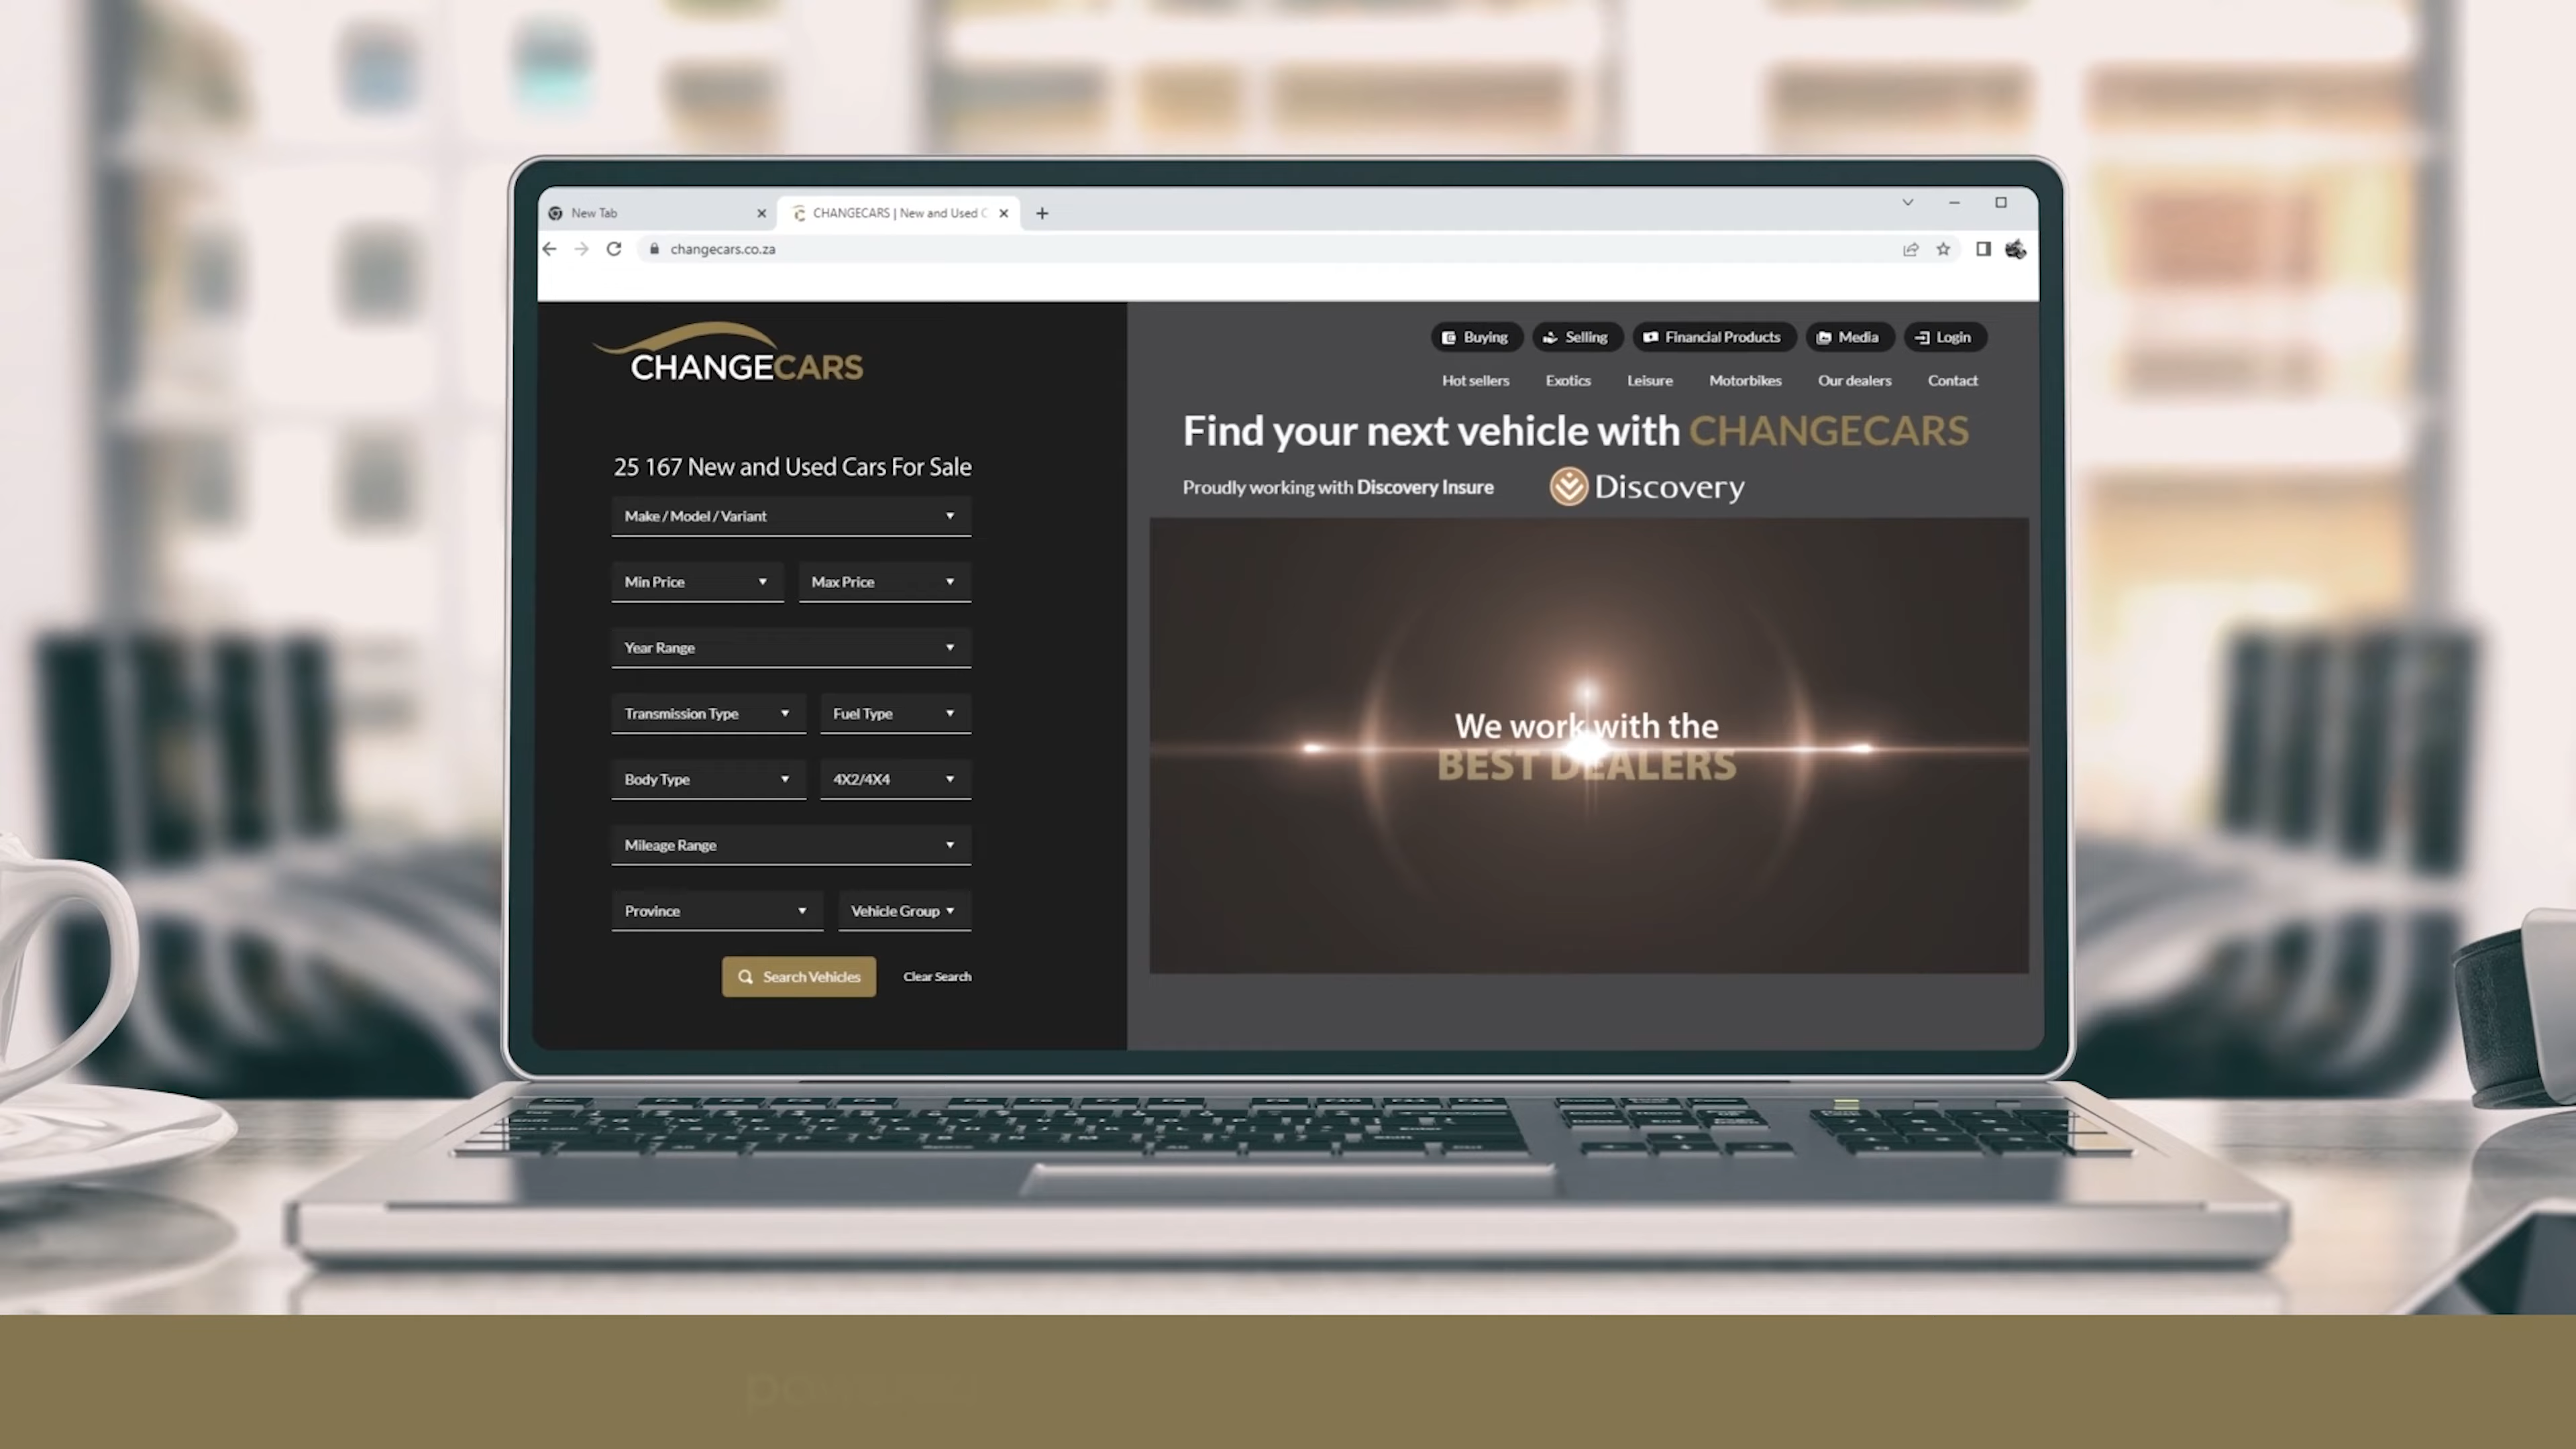 New Tab
CHANGECARS | New and Used C
changecars.co.za
CHANGECARS
Buying
Selling
Financial Products
Media
Login
Hot sellers
Exotics
Leisure
Motorbikes
Our dealers
Contact
Find your next vehicle with CHANGECARS
Proudly working with Discovery Insure
Discovery
25 167 New and Used Cars For Sale
Make / Model / Variant
Min Price
Max Price
Year Range
Transmission Type
Fuel Type
Body Type
4X2/4X4
Mileage Range
Province
Vehicle Group
Search Vehicles
Clear Search
We work with the
BEST DEALERS